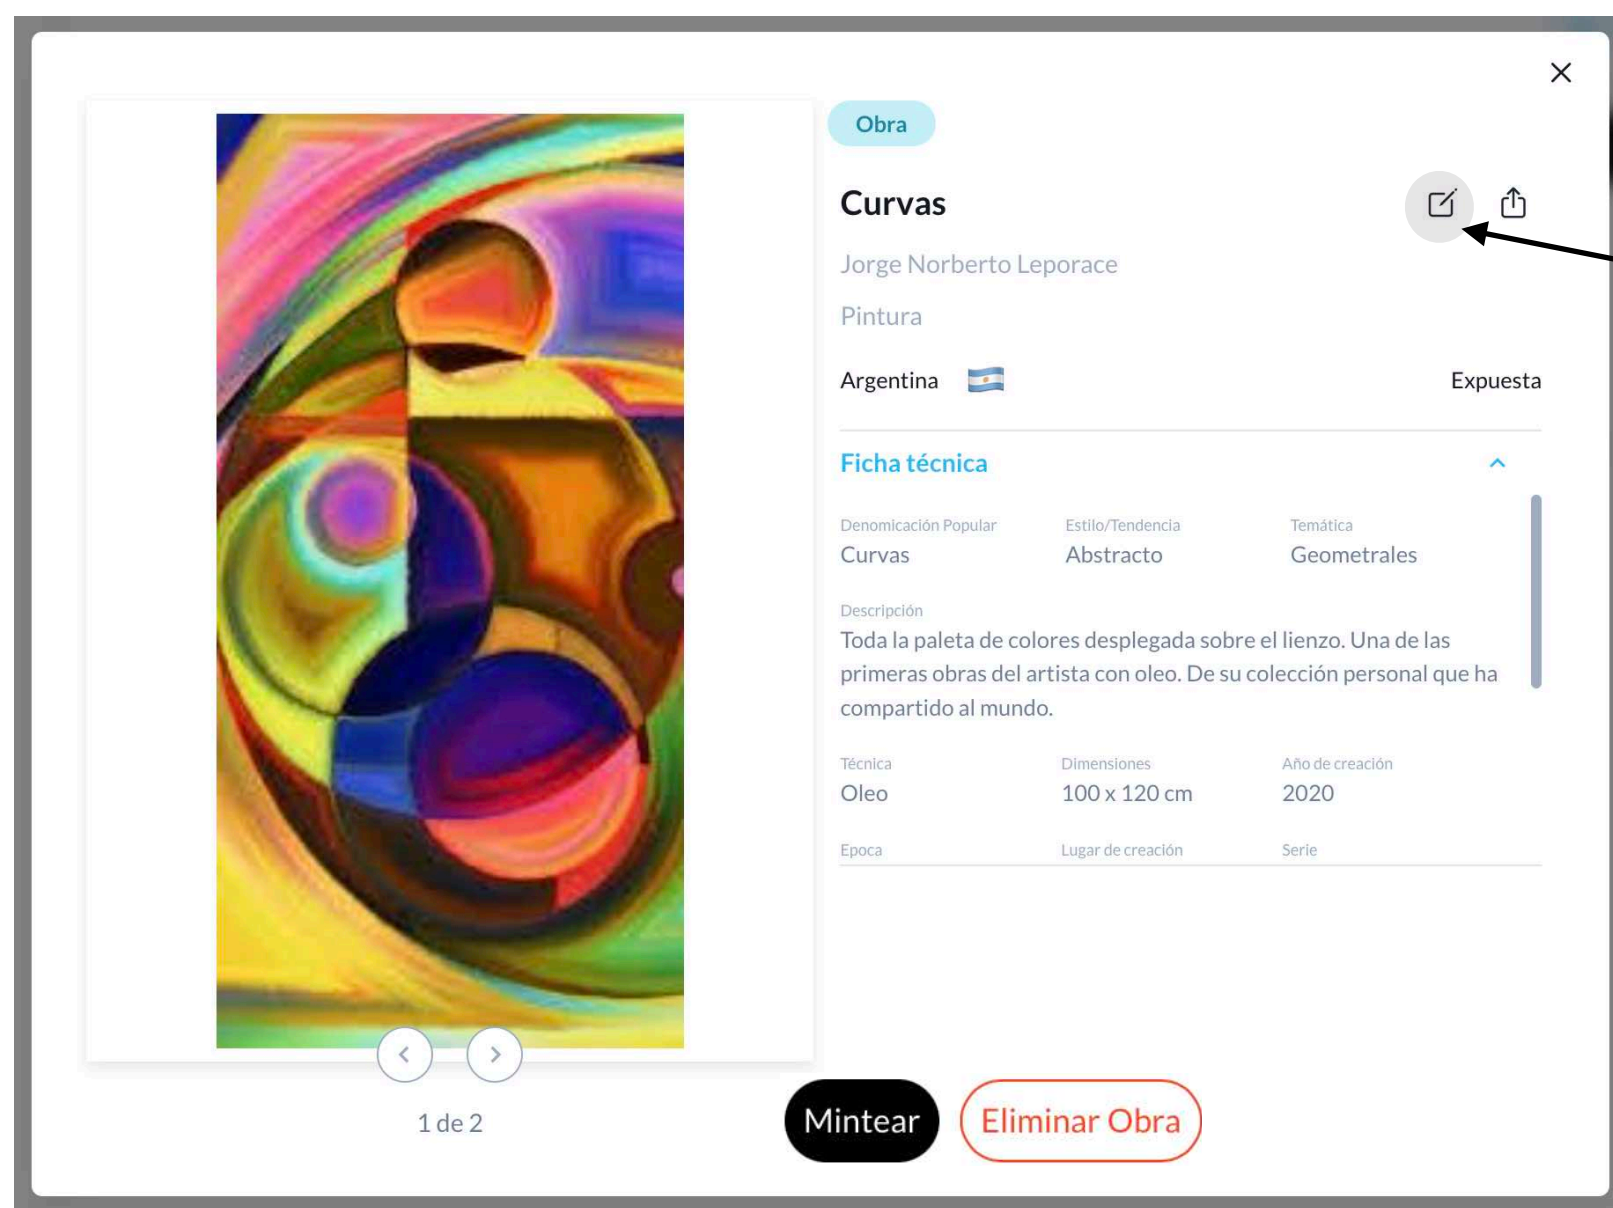 Obra
Curvas
Jorge Norberto Leporace
Pintura
Argentina Expuesta
Ficha técnica
Denomicación Popular Estilo/Tendencia Temática
Curvas Abstracto Geometrales
Descripción
Toda la paleta de colores desplegada sobre el lienzo. Una de las
primeras obras del artista con oleo. De su colección personal que ha
compartido al mundo.
Técnica Dimensiones Año de creación
Oleo 100 x 120 cm 2020
Epoca Lugar de creación Serie
1 de 2
Mintear Eliminar Obra